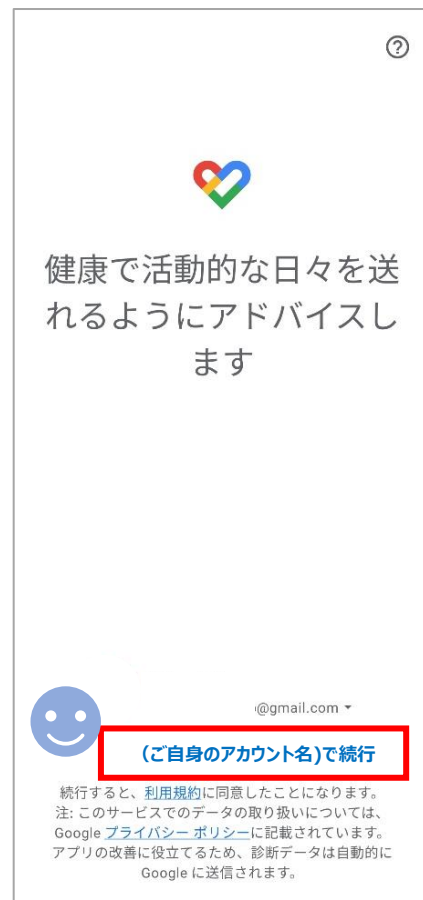 健康で活動的な日々を送
れるようにアドバイスし
ます
@gmail.com
(ご自身のアカウント名)で続行
続行すると、利用規約に同意したことになります。
注: このサービスでのデータの取り扱いについては、
Google プライバシー ポリシーに記載されています。
アプリの改善に役立てるため、診断データは自動的に
Google に送信されます。